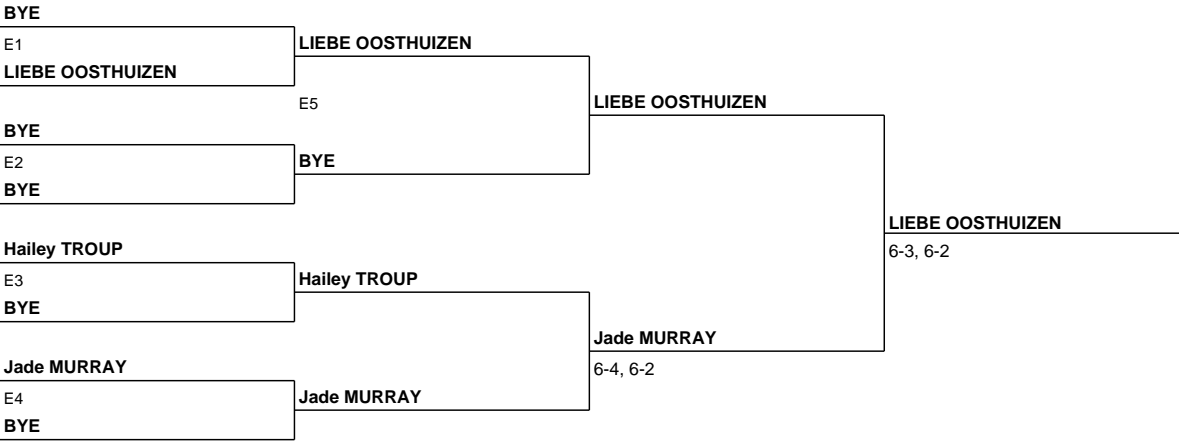 BYE
E1
LIEBE OOSTHUIZEN
BYE
E2
BYE
Hailey TROUP
E3
BYE
Jade MURRAY
E4
BYE
LIEBE OOSTHUIZEN
E5
BYE
Hailey TROUP
Jade MURRAY
LIEBE OOSTHUIZEN
Jade MURRAY
6-4, 6-2
LIEBE OOSTHUIZEN
6-3, 6-2